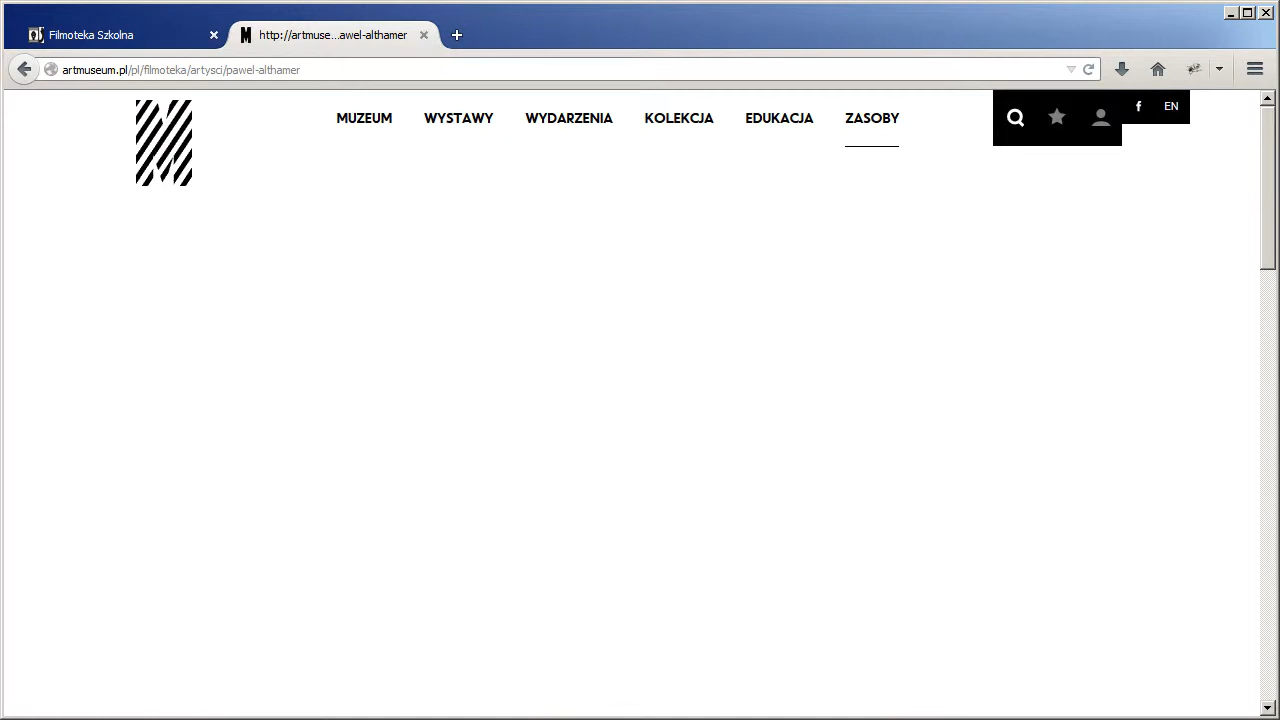 Filmoteka Szkolna
http://artmuse...awel-althamer
artmuseum.pl/pl/filmoteka/artysci/pawel-althamer
MUZEUM WYSTAWY WYDARZENIA KOLEKCJA EDUKACJA ZASOBY
f EN